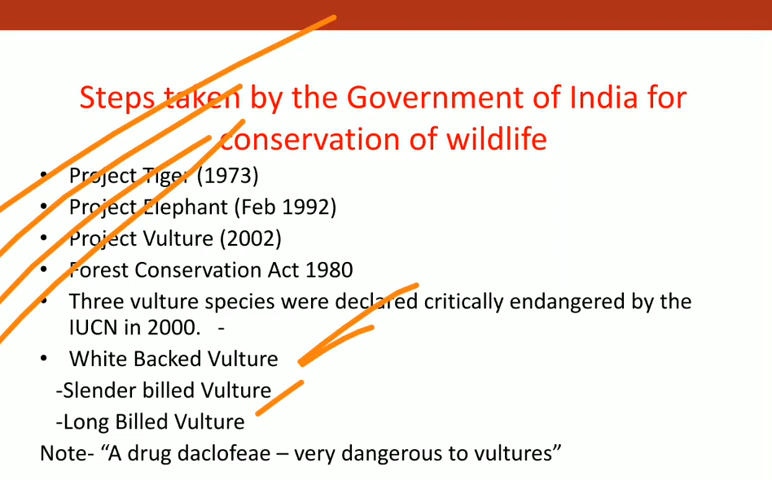 Steps taken by the Government of India for
conservation of wildlife
• Project Tiger (1973)
• Project Elephant (Feb 1992)
• Project Vulture (2002)
• Forest Conservation Act 1980
• Three vulture species were declared critically endangered by the
IUCN in 2000. -
• White Backed Vulture
-Slender billed Vulture
-Long Billed Vulture
Note- “A drug daclofeae – very dangerous to vultures”